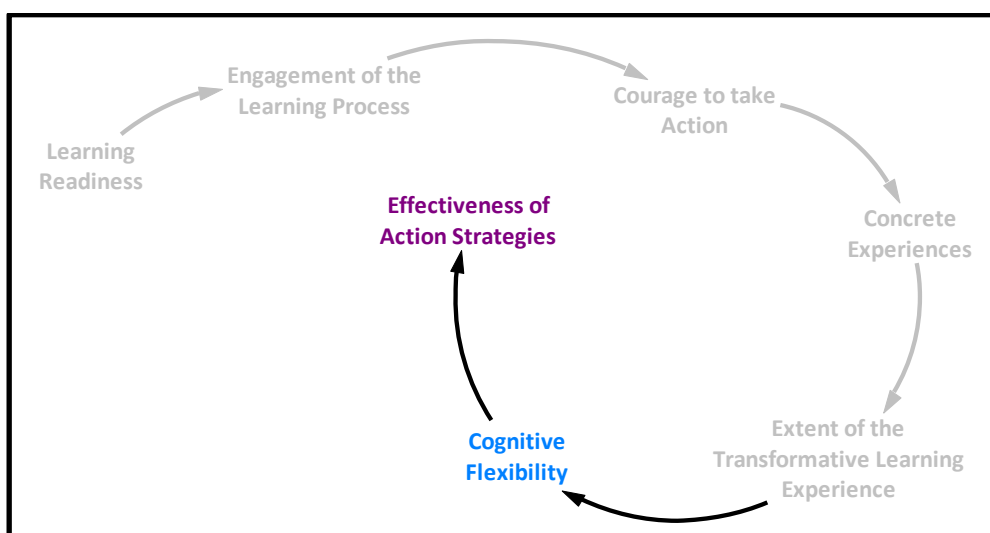 Engagement of the
Learning Process
Courage to take
Action
Learning
Readiness
Effectiveness of
Action Strategies
Concrete
Experiences
Cognitive
Flexibility
Extent of the
Transformative Learning
Experience